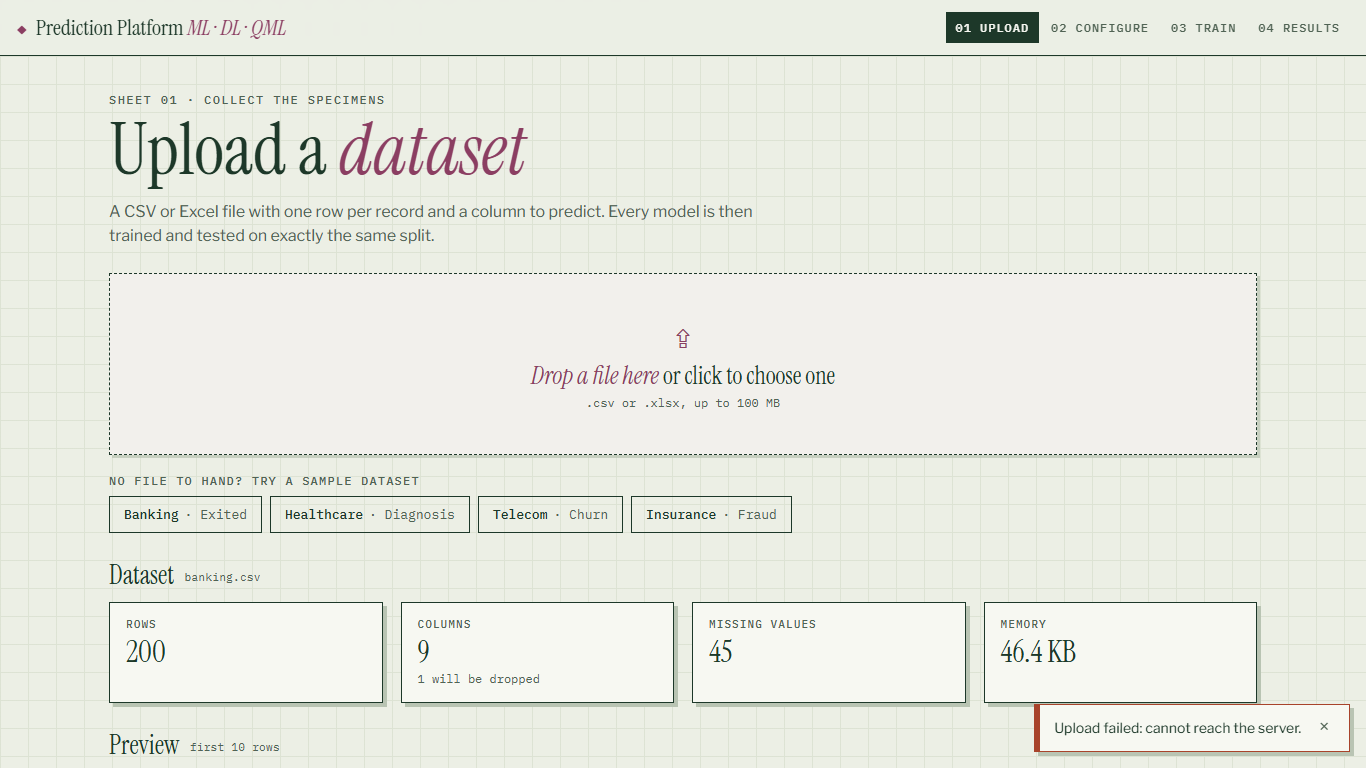 ◆ Prediction Platform ML · DL · QML
01 UPLOAD 02 CONFIGURE 03 TRAIN 04 RESULTS
SHEET 01 · COLLECT THE SPECIMENS
Upload a dataset
A CSV or Excel file with one row per record and a column to predict. Every model is then
trained and tested on exactly the same split.
⇪
Drop a file here or click to choose one
.csv or .xlsx, up to 100 MB
NO FILE TO HAND? TRY A SAMPLE DATASET
Banking · Exited Healthcare · Diagnosis Telecom · Churn Insurance · Fraud
Dataset banking.csv
ROWS COLUMNS MISSING VALUES MEMORY
200 9 45 46.4 KB
1 will be dropped
Upload failed: cannot reach the server. ×
Preview first 10 rows